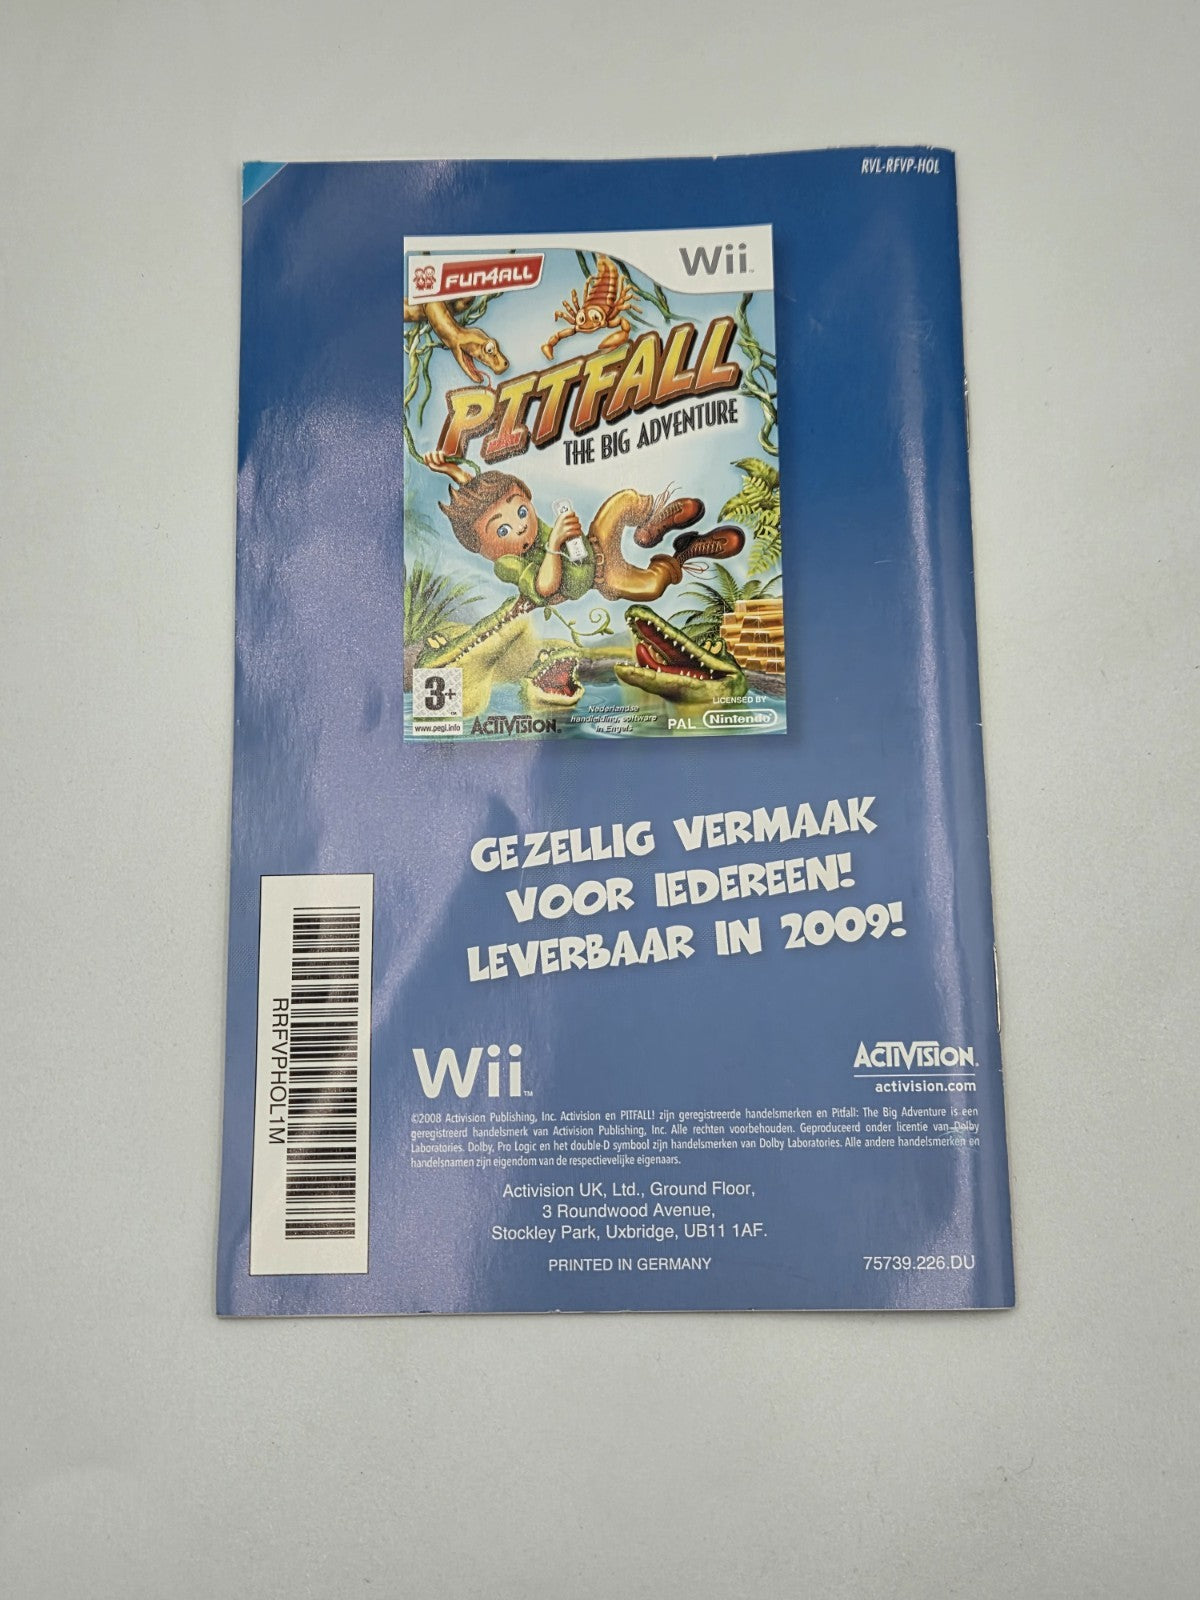 RVL-RFVP-HOL
FUN4ALL
Wii
PITFALL
THE BIG ADVENTURE
3+
www.pegi.info
ACTIVISION.
Nederlandse
handleiding, software
in Engels
PAL
LICENSED BY
Nintendo
GEZELLIG VERMAAK
VOOR IEDEREEN!
LEVERBAAR IN 2009!
RRFVPHOL1M
Wii™
ACTIVISION®
activision.com
©2008 Activision Publishing, Inc. Activision en PITFALL! zijn geregistreerde handelsmerken en Pitfall: The Big Adventure is een
geregistreerd handelsmerk van Activision Publishing, Inc. Alle rechten voorbehouden. Geproduceerd onder licentie van Dolby
Laboratories. Dolby, Pro Logic en het double-D symbool zijn handelsmerken van Dolby Laboratories. Alle andere handelsmerken en
handelsnamen zijn eigendom van de respectievelijke eigenaars.
Activision UK, Ltd., Ground Floor,
3 Roundwood Avenue,
Stockley Park, Uxbridge, UB11 1AF.
PRINTED IN GERMANY
75739.226.DU